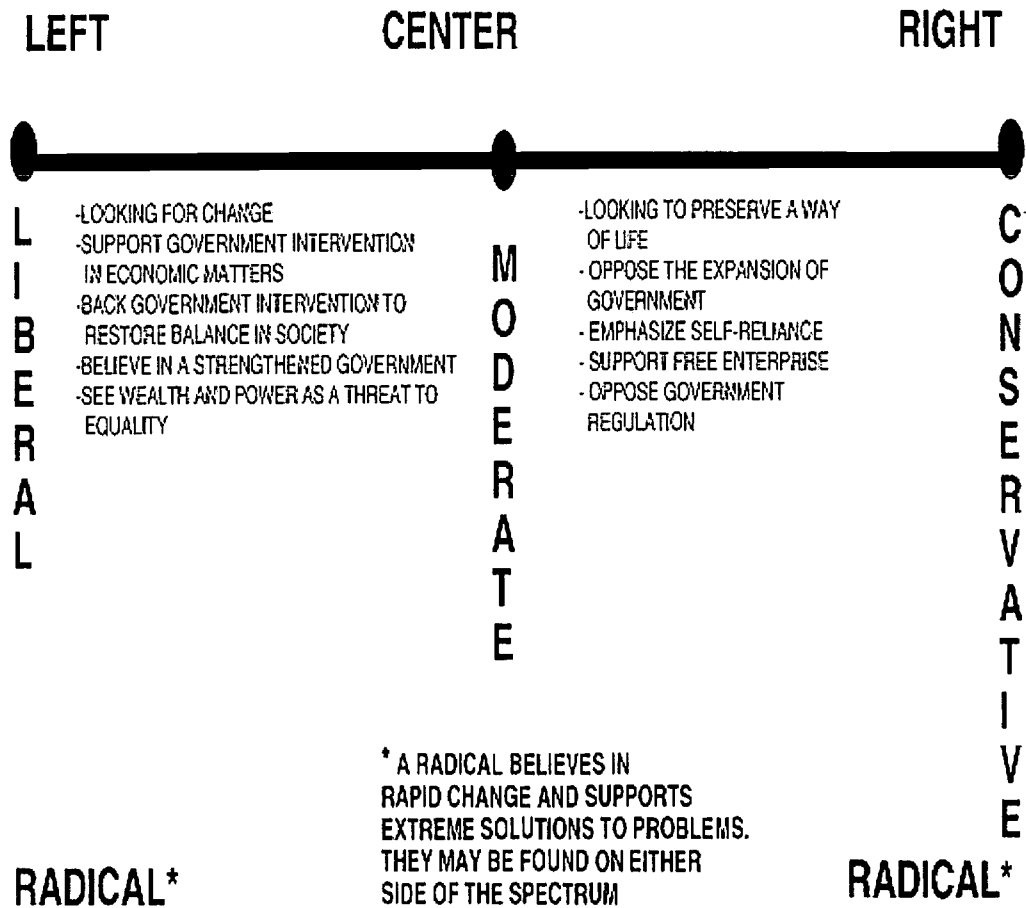 LEFT
CENTER
RIGHT
LIBERAL
-LOOKING FOR CHANGE
-SUPPORT GOVERNMENT INTERVENTION
IN ECONOMIC MATTERS
-BACK GOVERNMENT INTERVENTION TO
RESTORE BALANCE IN SOCIETY
-BELIEVE IN A STRENGTHENED GOVERNMENT
-SEE WEALTH AND POWER AS A THREAT TO
EQUALITY
MODERATE
-LOOKING TO PRESERVE A WAY
OF LIFE
- OPPOSE THE EXPANSION OF
GOVERNMENT
- EMPHASIZE SELF-RELIANCE
- SUPPORT FREE ENTERPRISE
- OPPOSE GOVERNMENT
REGULATION
CONSERVATIVE
RADICAL*
* A RADICAL BELIEVES IN
RAPID CHANGE AND SUPPORTS
EXTREME SOLUTIONS TO PROBLEMS.
THEY MAY BE FOUND ON EITHER
SIDE OF THE SPECTRUM
RADICAL*